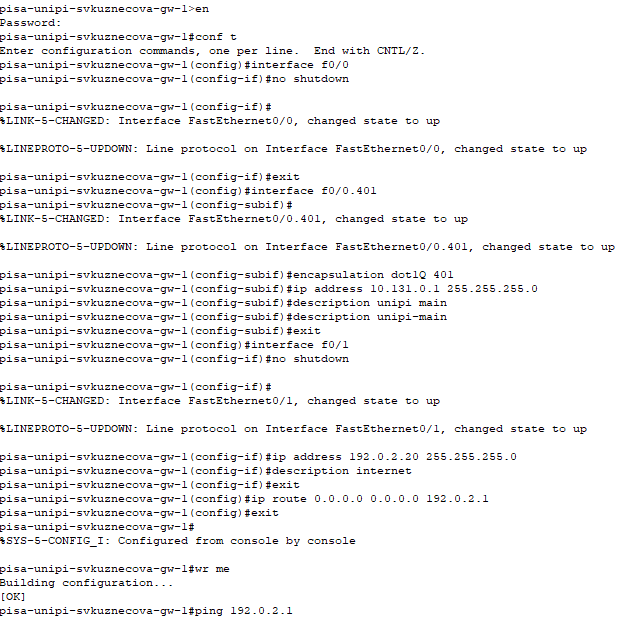 pisa-unipi-svkuznecova-gw-1>en
Password:
pisa-unipi-svkuznecova-gw-1#conf t
Enter configuration commands, one per line.  End with CNTL/Z.
pisa-unipi-svkuznecova-gw-1(config)#interface f0/0
pisa-unipi-svkuznecova-gw-1(config-if)#no shutdown
pisa-unipi-svkuznecova-gw-1(config-if)#
%LINK-5-CHANGED: Interface FastEthernet0/0, changed state to up
%LINEPROTO-5-UPDOWN: Line protocol on Interface FastEthernet0/0, changed state to up
pisa-unipi-svkuznecova-gw-1(config-if)#exit
pisa-unipi-svkuznecova-gw-1(config)#interface f0/0.401
pisa-unipi-svkuznecova-gw-1(config-subif)#
%LINK-5-CHANGED: Interface FastEthernet0/0.401, changed state to up
%LINEPROTO-5-UPDOWN: Line protocol on Interface FastEthernet0/0.401, changed state to up
pisa-unipi-svkuznecova-gw-1(config-subif)#encapsulation dot1Q 401
pisa-unipi-svkuznecova-gw-1(config-subif)#ip address 10.131.0.1 255.255.255.0
pisa-unipi-svkuznecova-gw-1(config-subif)#description unipi main
pisa-unipi-svkuznecova-gw-1(config-subif)#description unipi-main
pisa-unipi-svkuznecova-gw-1(config-subif)#exit
pisa-unipi-svkuznecova-gw-1(config)#interface f0/1
pisa-unipi-svkuznecova-gw-1(config-if)#no shutdown
pisa-unipi-svkuznecova-gw-1(config-if)#
%LINK-5-CHANGED: Interface FastEthernet0/1, changed state to up
%LINEPROTO-5-UPDOWN: Line protocol on Interface FastEthernet0/1, changed state to up
pisa-unipi-svkuznecova-gw-1(config-if)#ip address 192.0.2.20 255.255.255.0
pisa-unipi-svkuznecova-gw-1(config-if)#description internet
pisa-unipi-svkuznecova-gw-1(config-if)#exit
pisa-unipi-svkuznecova-gw-1(config)#ip route 0.0.0.0 0.0.0.0 192.0.2.1
pisa-unipi-svkuznecova-gw-1(config)#exit
pisa-unipi-svkuznecova-gw-1#
%SYS-5-CONFIG_I: Configured from console by console
pisa-unipi-svkuznecova-gw-1#wr me
Building configuration...
[OK]
pisa-unipi-svkuznecova-gw-1#ping 192.0.2.1